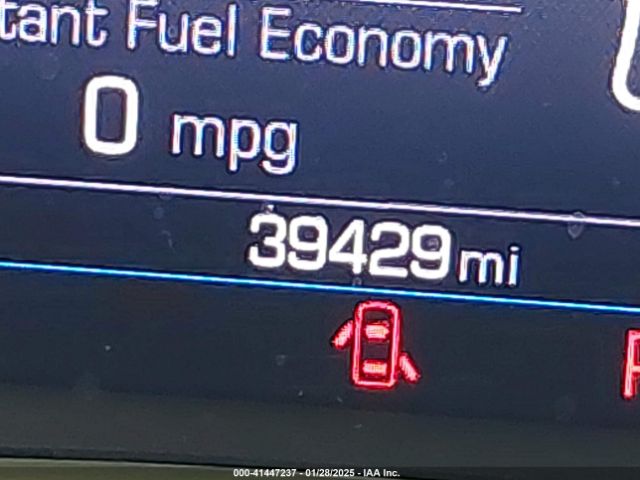 tant Fuel Economy
0 mpg
39429 mi
000-41447237 - 01/28/2025 - IAA Inc.